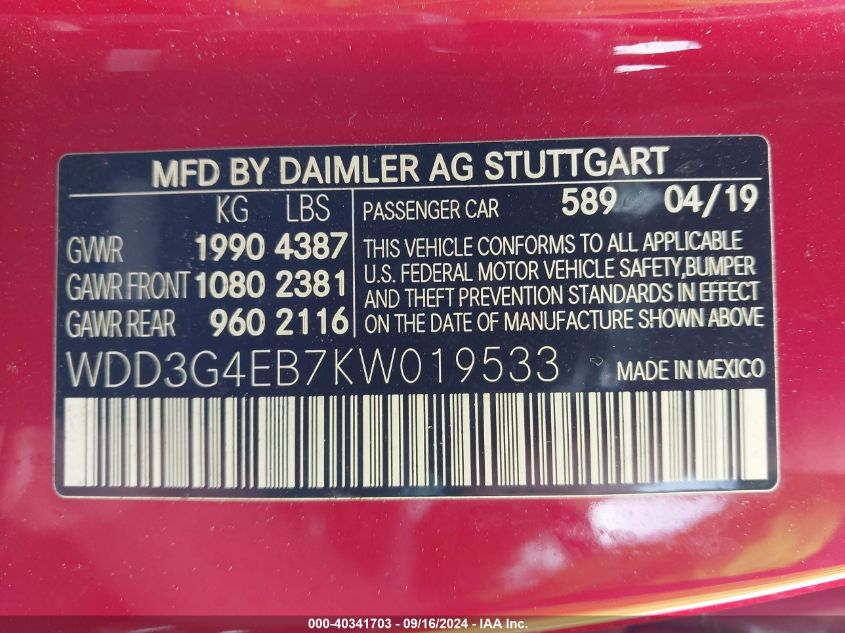 MFD BY DAIMLER AG STUTTGART
KG LBS
GVWR 1990 4387
GAWR FRONT 1080 2381
GAWR REAR 960 2116
PASSENGER CAR 589 04/19
THIS VEHICLE CONFORMS TO ALL APPLICABLE
U.S. FEDERAL MOTOR VEHICLE SAFETY,BUMPER
AND THEFT PREVENTION STANDARDS IN EFFECT
ON THE DATE OF MANUFACTURE SHOWN ABOVE
WDD3G4EB7KW019533 MADE IN MEXICO
000-40341703 - 09/16/2024 - IAA Inc.